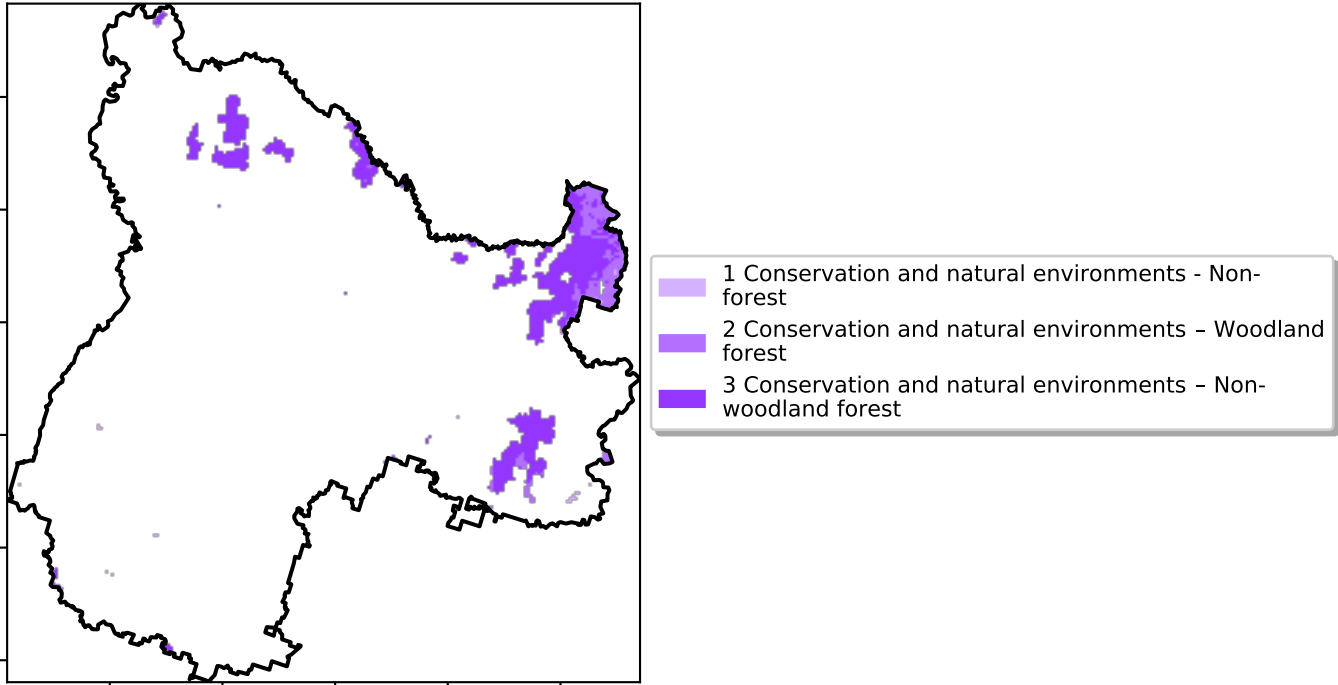 1 Conservation and natural environments - Non-
forest
2 Conservation and natural environments – Woodland
forest
3 Conservation and natural environments – Non-
woodland forest